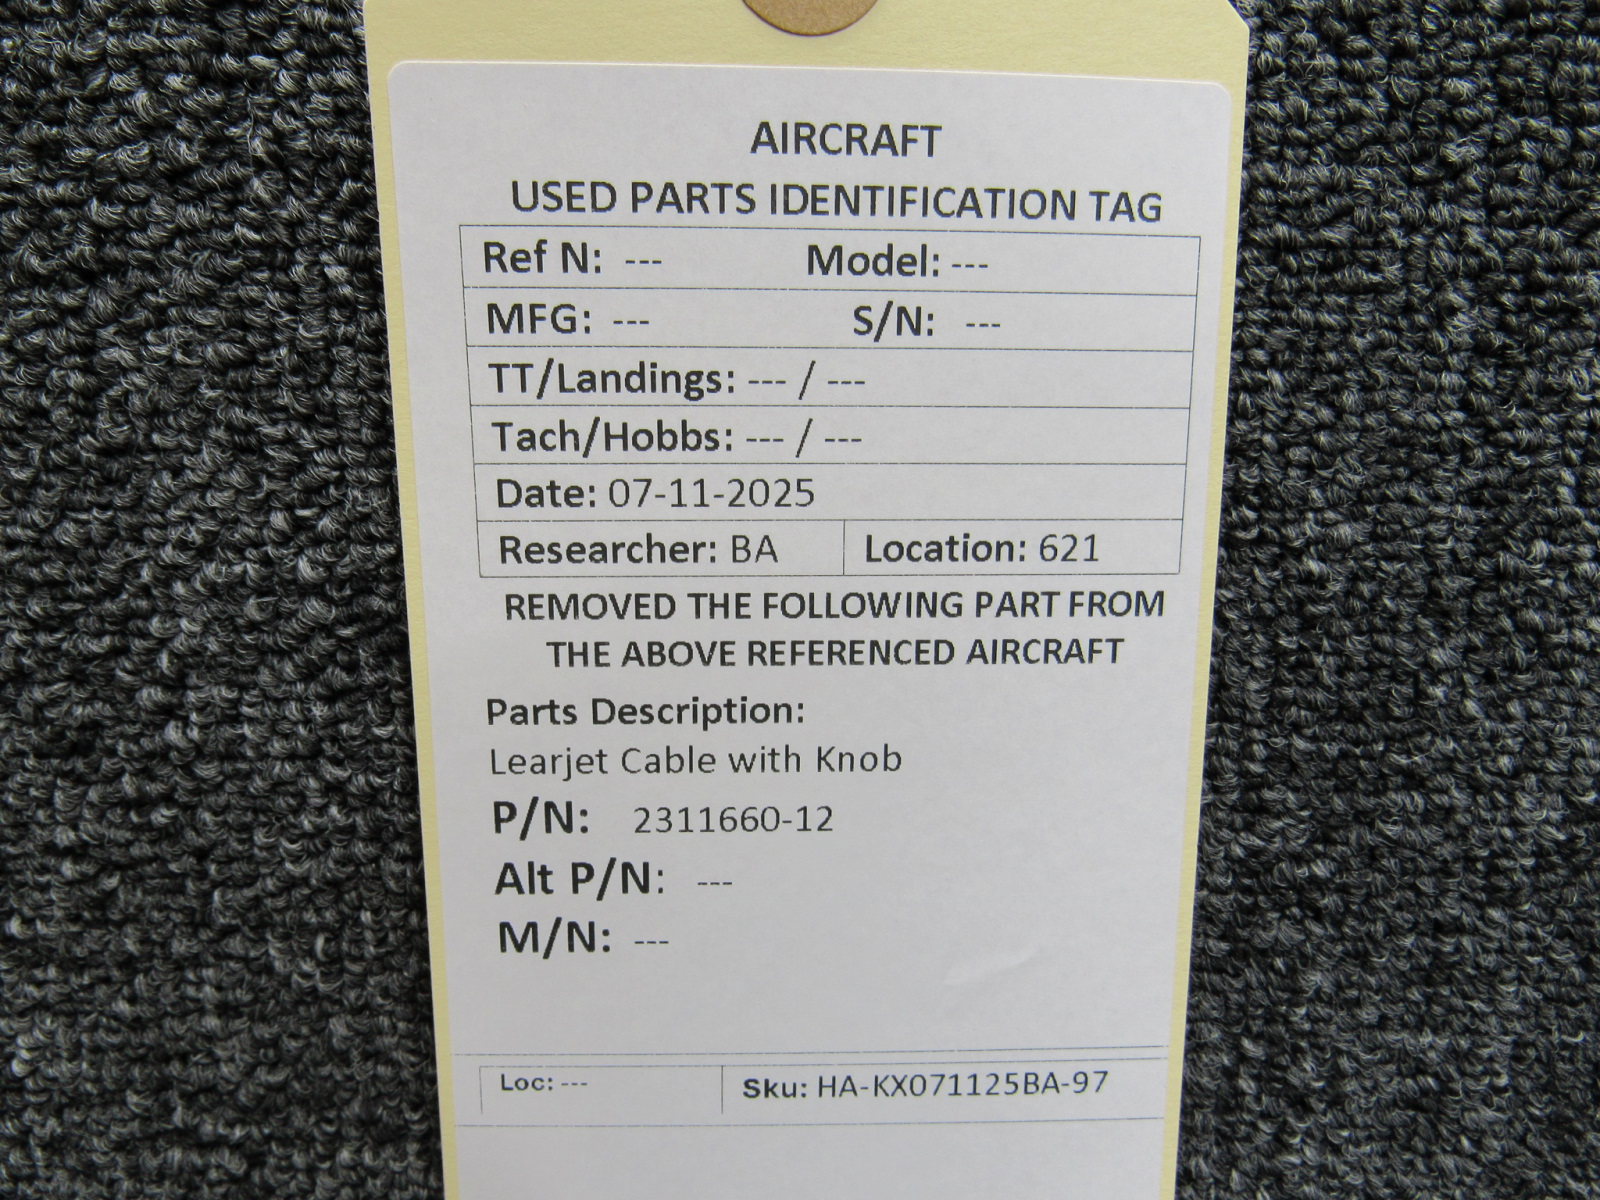 AIRCRAFT
USED PARTS IDENTIFICATION TAG
Ref N: --- Model: ---
MFG: --- S/N: ---
TT/Landings: --- / ---
Tach/Hobbs: --- / ---
Date: 07-11-2025
Researcher: BA Location: 621
REMOVED THE FOLLOWING PART FROM
THE ABOVE REFERENCED AIRCRAFT
Parts Description:
Learjet Cable with Knob
P/N: 2311660-12
Alt P/N: ---
M/N: ---
Loc: --- Sku: HA-KX071125BA-97